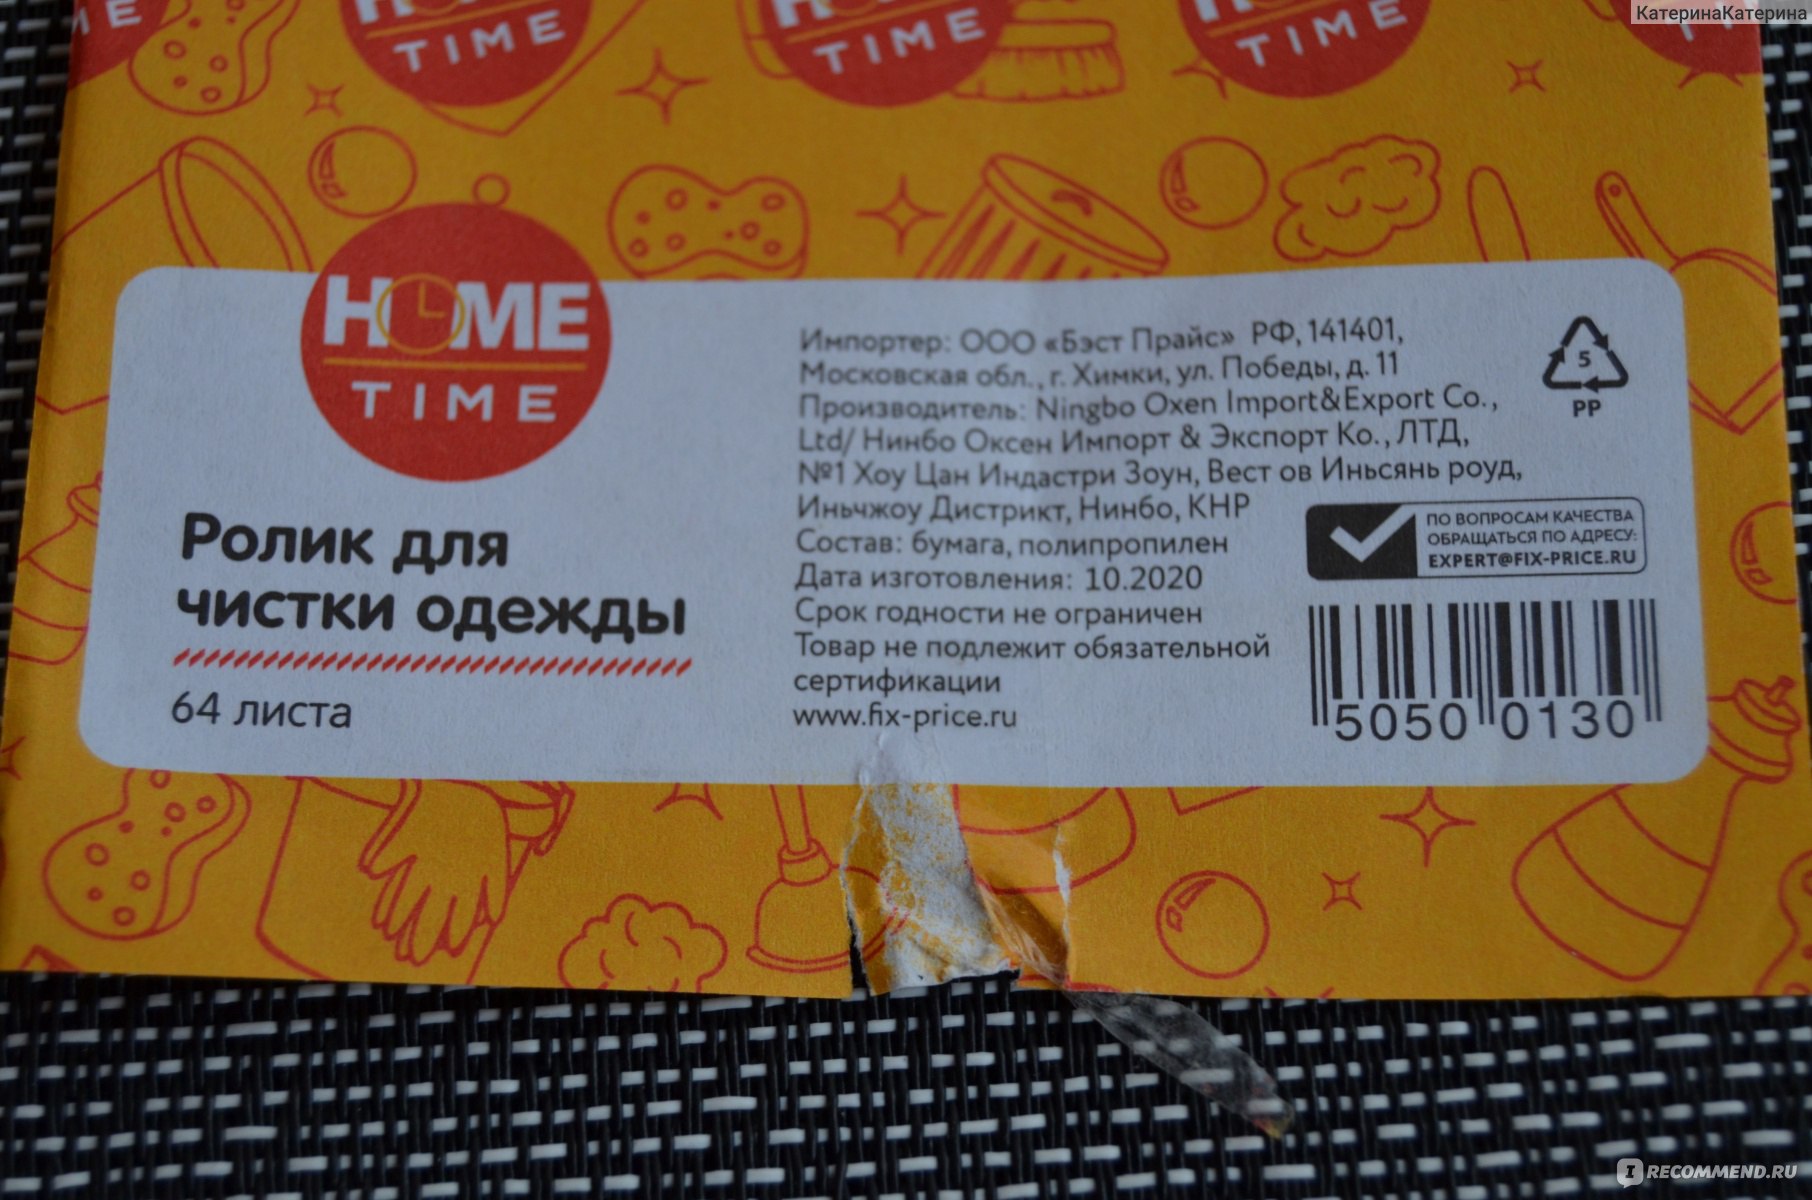 КатеринаКатерина
TIME
TIME
TIME
HOME
TIME
Ролик для
чистки одежды
64 листа
Импортер: ООО «Бэст Прайс» РФ, 141401,
Московская обл., г. Химки, ул. Победы, д. 11
Производитель: Ningbo Oxen Import&Export Co.,
Ltd/ Нинбо Оксен Импорт & Экспорт Ко., ЛТД,
№1 Хоу Цан Индастри Зоун, Вест ов Иньсянь роуд,
Иньчжоу Дистрикт, Нинбо, КНР
Состав: бумага, полипропилен
Дата изготовления: 10.2020
Срок годности не ограничен
Товар не подлежит обязательной
сертификации
www.fix-price.ru
5
PP
ПО ВОПРОСАМ КАЧЕСТВА
ОБРАЩАТЬСЯ ПО АДРЕСУ:
EXPERT@FIX-PRICE.RU
5050 0130
I RECOMMEND.RU